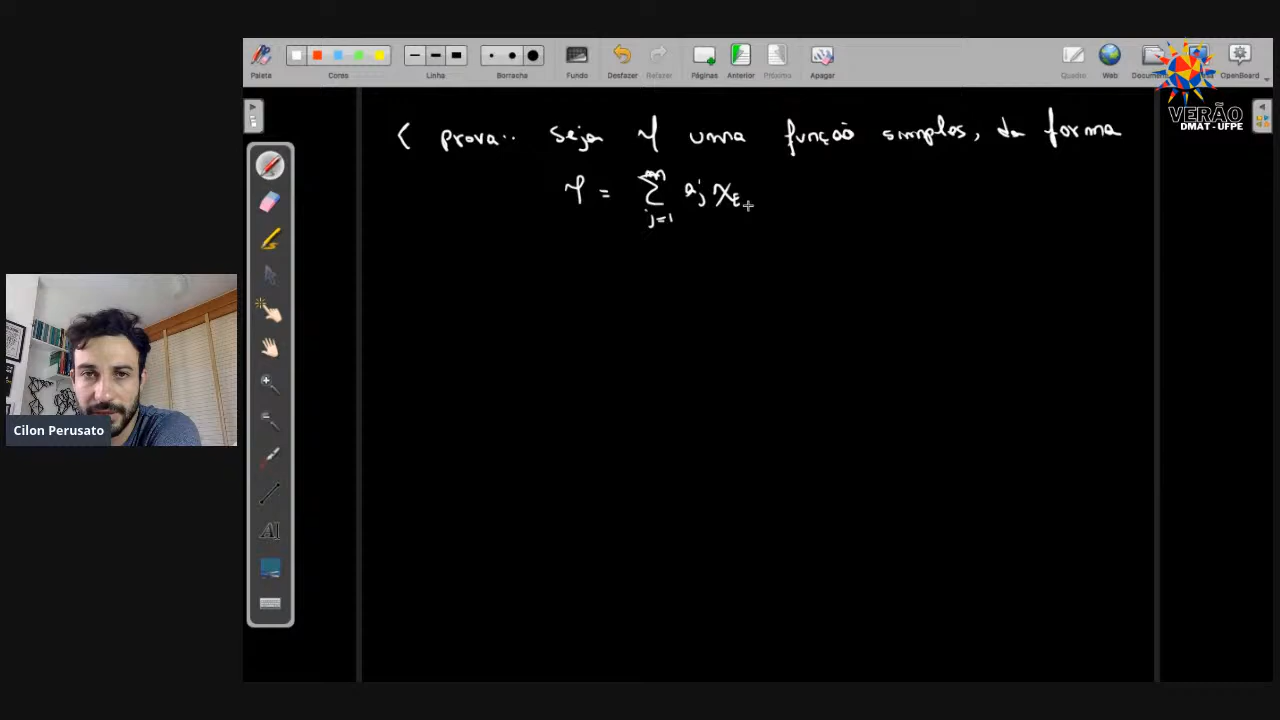 Paleta
Cores
Linha
Borracha
Fundo
Desfazer
Refazer
Páginas
Anterior
Próximo
Apagar
Quadro
Web
OpenBoard
VERÃO
DMAT - UFPE
( prova.. seja φ uma função simples, da forma
φ = ∑_{j=1}^{m} a_j χ_E
AI
Cilon Perusato